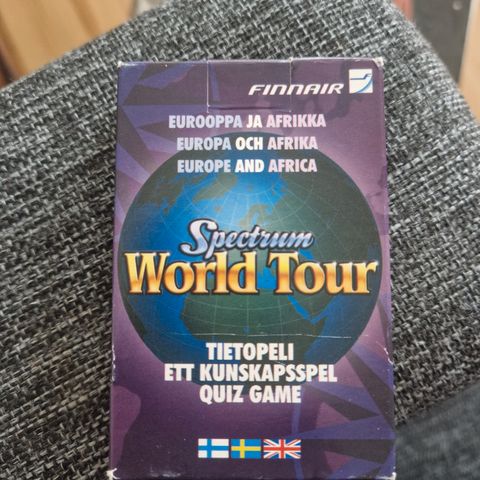 FINNAIR
EUROOPPA JA AFRIKKA
EUROPA OCH AFRIKA
EUROPE AND AFRICA
Spectrum
World Tour
TIETOPELI
ETT KUNSKAPSSPEL
QUIZ GAME